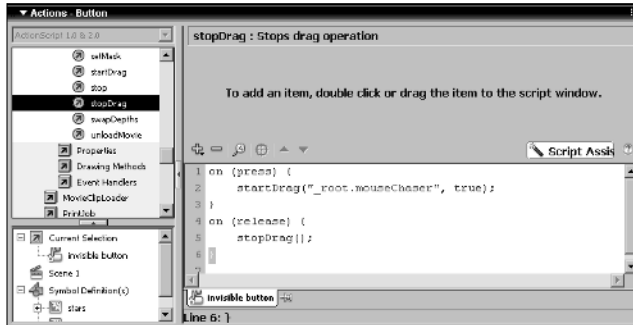 Actions - Button
ActionScript 1.0 & 2.0
setMask
startDrag
stop
stopDrag
swapDepths
unloadMovie
Properties
Drawing Methods
Event Handlers
MovieClipLoader
PrintJob
Current Selection
invisible button
Scene 1
Symbol Definition(s)
stars
stopDrag : Stops drag operation
To add an item, double click or drag the item to the script window.
Script Assis
1 on (press) {
2 startDrag("_root.mouseChaser", true);
3 }
4 on (release) {
5 stopDrag();
6 }
7
invisible button
Line 6: }